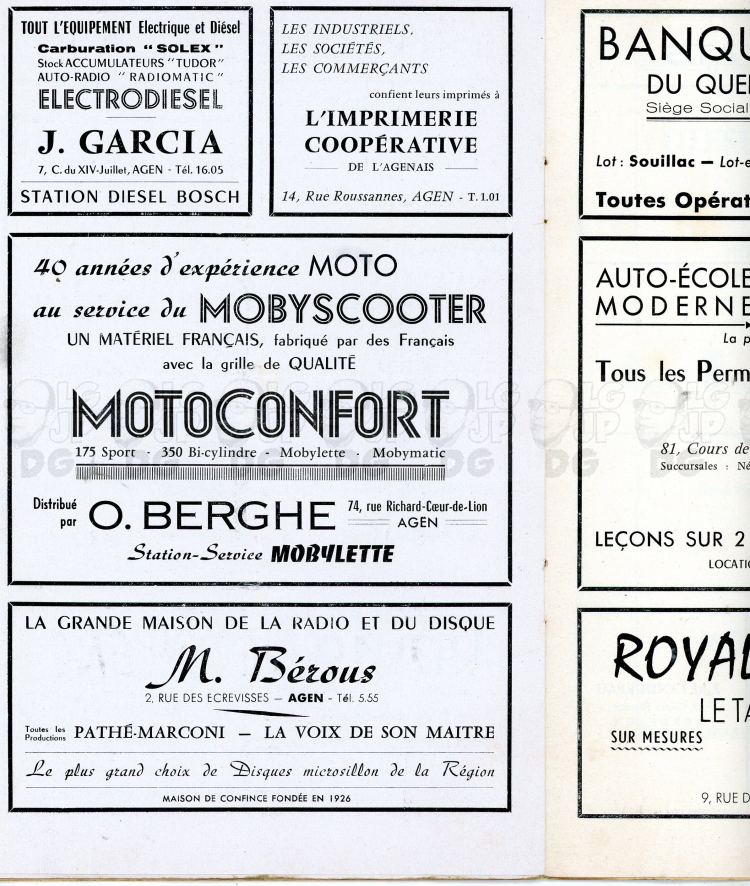 TOUT L'EQUIPEMENT Electrique et Diésel
Carburation "SOLEX"
Stock ACCUMULATEURS "TUDOR"
AUTO-RADIO "RADIOMATIC"
ELECTRODIESEL
J. GARCIA
7, C. du XIV-Juillet, AGEN - Tél. 16.05
STATION DIESEL BOSCH
LES INDUSTRIELS,
LES SOCIÉTÉS,
LES COMMERÇANTS
confient leurs imprimés à
L'IMPRIMERIE
COOPÉRATIVE
DE L'AGENAIS
14, Rue Roussannes, AGEN - T. 1.01
40 années d'expérience MOTO
au service du MOBYSCOOTER
UN MATÉRIEL FRANÇAIS, fabriqué par des Français
avec la grille de QUALITÉ
MOTOCONFORT
175 Sport - 350 Bi-cylindre - Mobylette - Mobymatic
Distribué par O. BERGHE 74, rue Richard-Cœur-de-Lion
AGEN
Station-Service MOBYLETTE
LA GRANDE MAISON DE LA RADIO ET DU DISQUE
M. Bérous
2, RUE DES ECREVISSES — AGEN - Tél. 5.55
Toutes les Productions PATHÉ-MARCONI — LA VOIX DE SON MAITRE
Le plus grand choix de Disques microsillon de la Région
MAISON DE CONFINCE FONDÉE EN 1926
BANQU
DU QUE
Siège Social
Lot : Souillac — Lot-e
Toutes Opérat
AUTO-ÉCOLE
MODERNE
La p
Tous les Perm
81, Cours de
Succursales : Né
LEÇONS SUR 2
LOCATIO
ROYAL
LE TA
SUR MESURES
9, RUE D